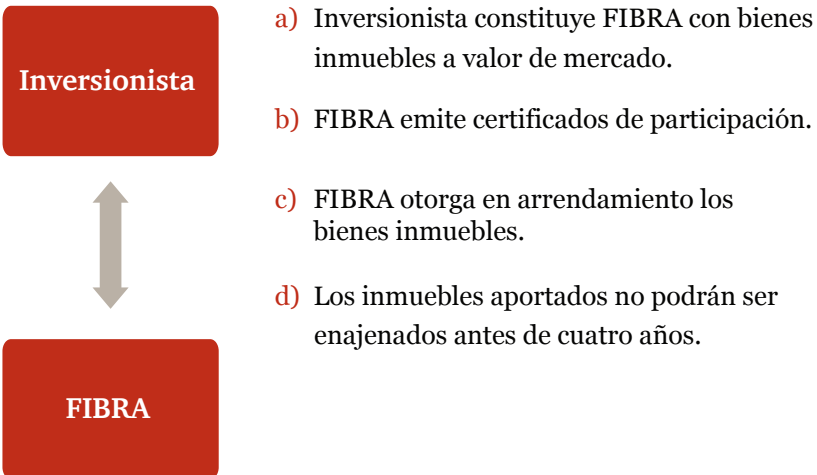 Inversionista
a) Inversionista constituye FIBRA con bienes
inmuebles a valor de mercado.
b) FIBRA emite certificados de participación.
c) FIBRA otorga en arrendamiento los
bienes inmuebles.
d) Los inmuebles aportados no podrán ser
enajenados antes de cuatro años.
FIBRA